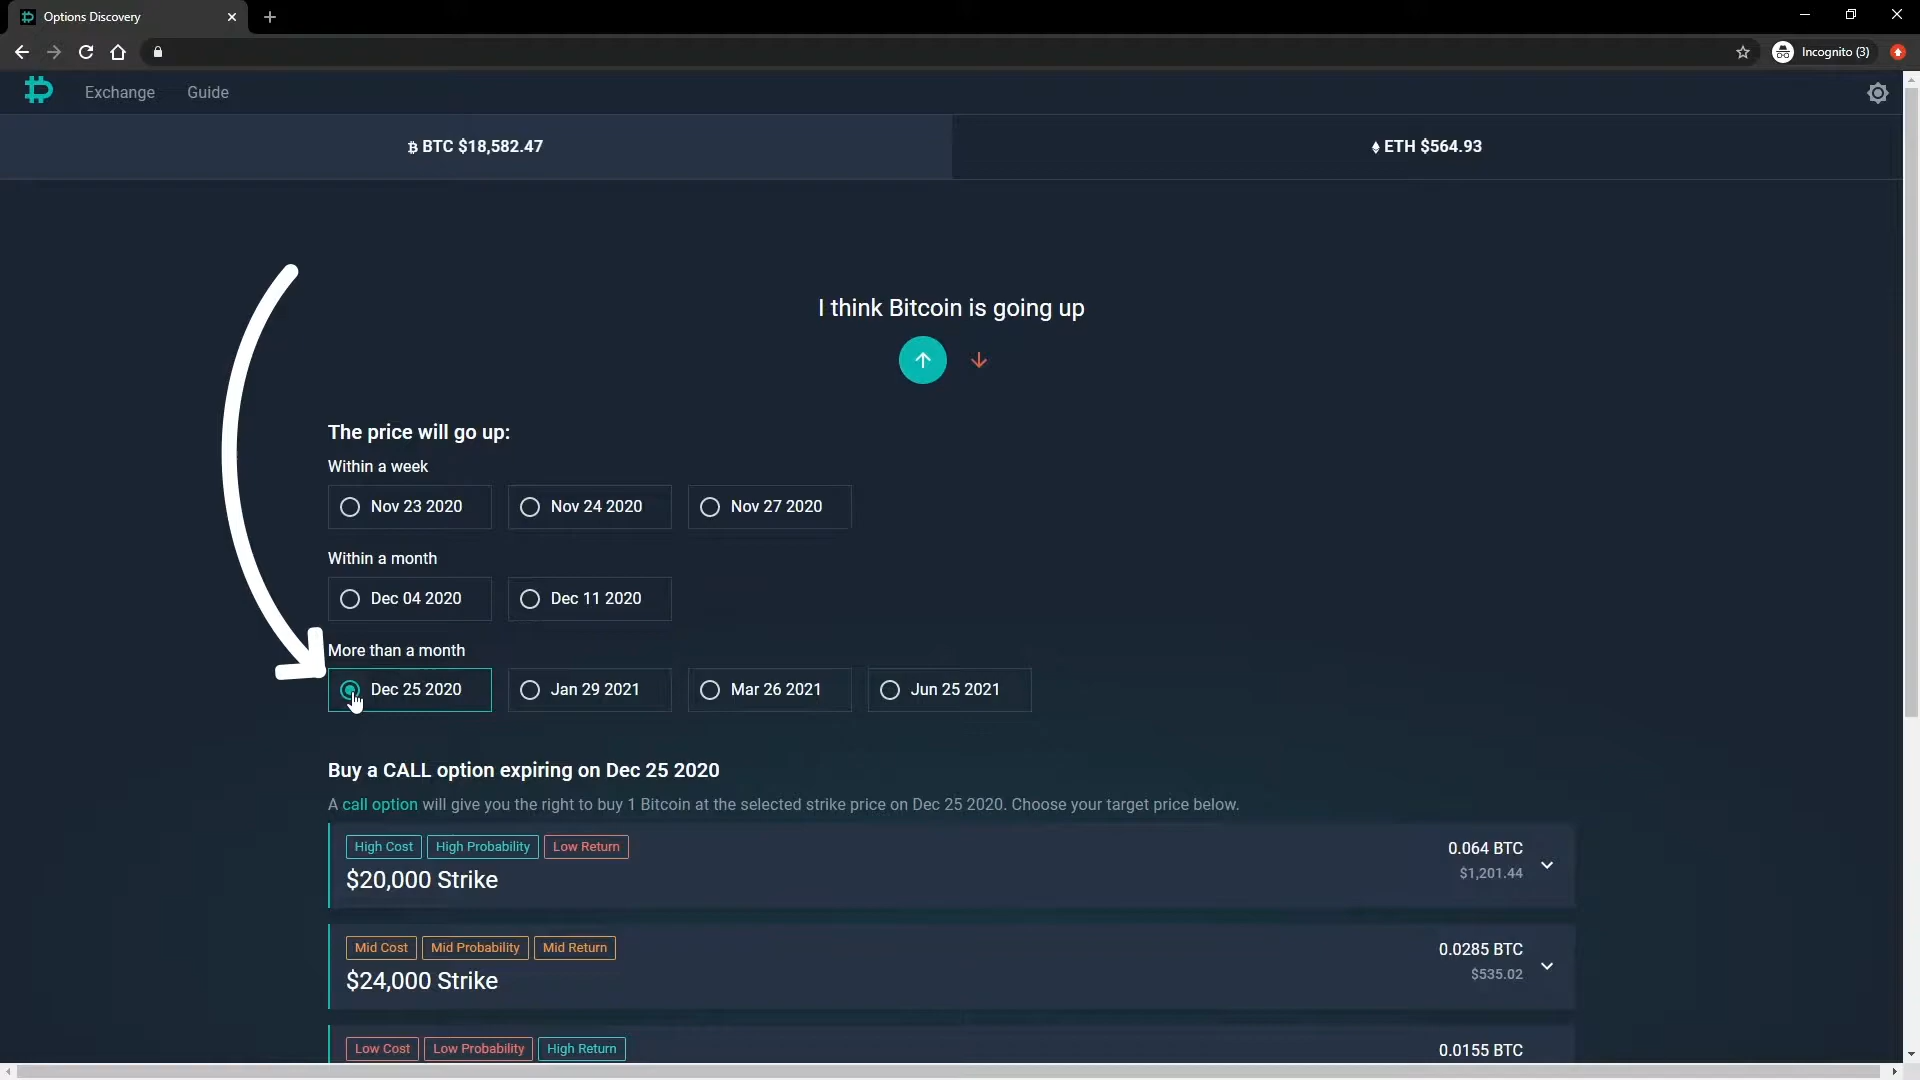 Options Discovery
Incognito (3)
Exchange Guide
BTC $18,582.47
ETH $564.93
I think Bitcoin is going up
The price will go up:
Within a week
Nov 23 2020
Nov 24 2020
Nov 27 2020
Within a month
Dec 04 2020
Dec 11 2020
More than a month
Dec 25 2020
Jan 29 2021
Mar 26 2021
Jun 25 2021
Buy a CALL option expiring on Dec 25 2020
A call option will give you the right to buy 1 Bitcoin at the selected strike price on Dec 25 2020. Choose your target price below.
High Cost High Probability Low Return
0.064 BTC
$20,000 Strike
$1,201.44
Mid Cost Mid Probability Mid Return
0.0285 BTC
$24,000 Strike
$535.02
Low Cost Low Probability High Return
0.0155 BTC